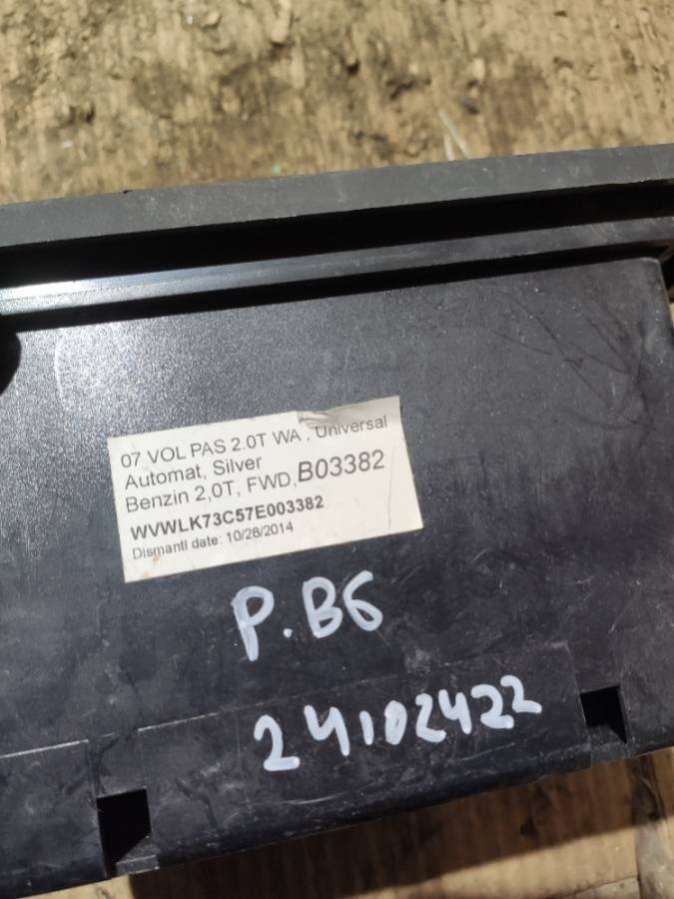 07 VOL PAS 2.0T WA , Universal
Automat, Silver
Benzin 2,0T, FWD, B03382
WVWLK73C57E003382
Dismantl date: 10/28/2014
P.B6
24102422